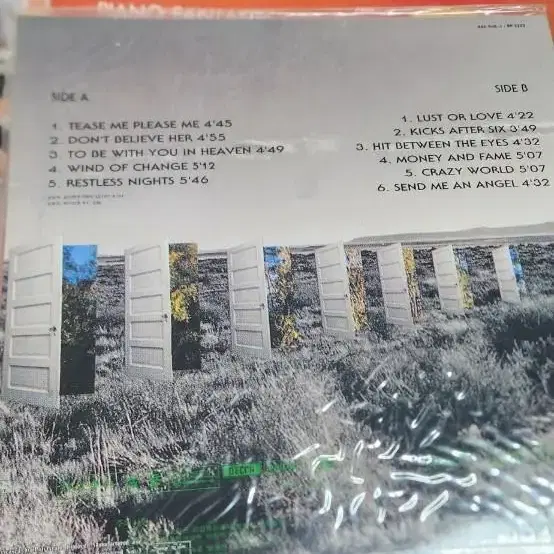 SIDE A
1. TEASE ME PLEASE ME 4'45
2. DON'T BELIEVE HER 4'55
3. TO BE WITH YOU IN HEAVEN 4'49
4. WIND OF CHANGE 5'12
5. RESTLESS NIGHTS 5'46
SIDE B
1. LUST OR LOVE 4'22
2. KICKS AFTER SIX 3'49
3. HIT BETWEEN THE EYES 4'32
4. MONEY AND FAME 5'07
5. CRAZY WORLD 5'07
6. SEND ME AN ANGEL 4'32
DECCA